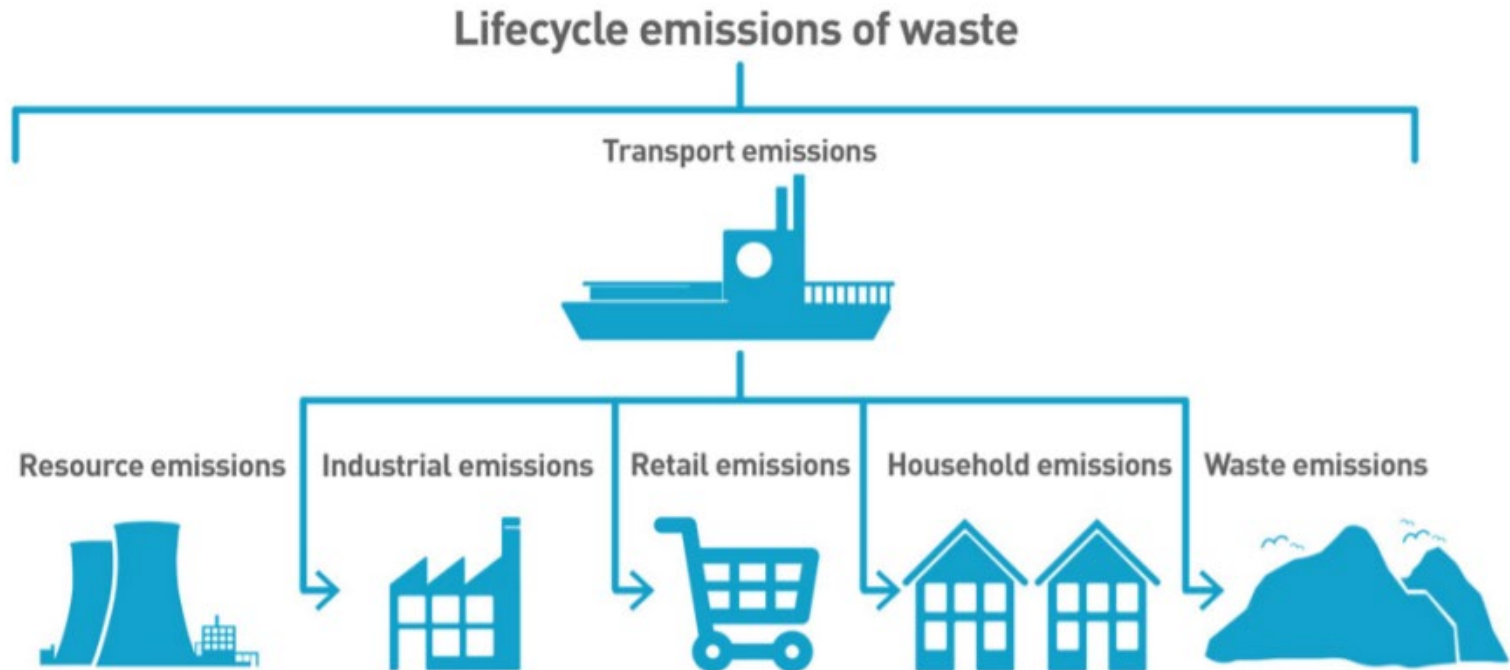 Lifecycle emissions of waste
Transport emissions
Resource emissions
Industrial emissions
Retail emissions
Household emissions
Waste emissions